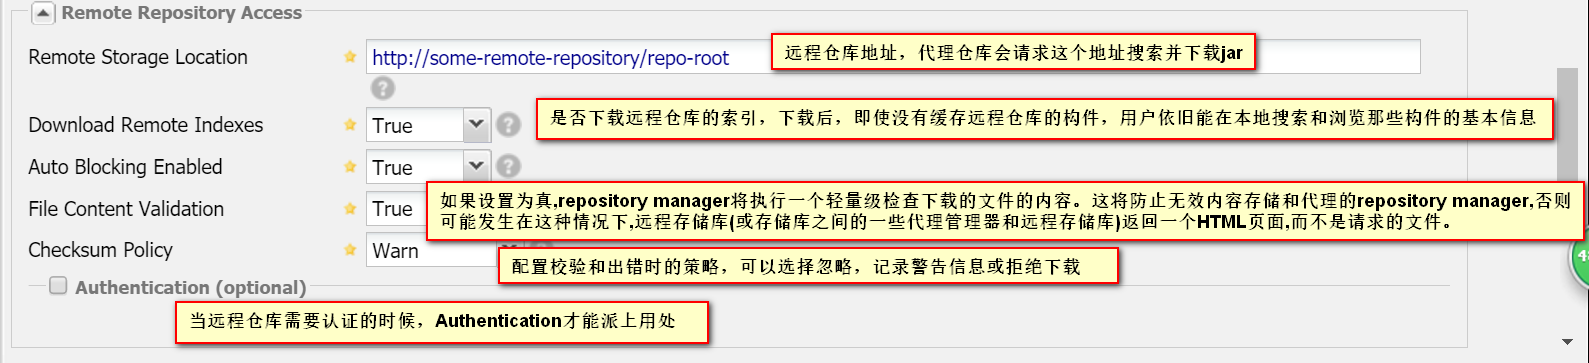 Remote Repository Access
Remote Storage Location
http://some-remote-repository/repo-root
远程仓库地址，代理仓库会请求这个地址搜索并下载jar
?
Download Remote Indexes
True
?
是否下载远程仓库的索引，下载后，即使没有缓存远程仓库的构件，用户依旧能在本地搜索和浏览那些构件的基本信息
Auto Blocking Enabled
True
?
File Content Validation
True
如果设置为真,repository manager将执行一个轻量级检查下载的文件的内容。这将防止无效内容存储和代理的repository manager,否则
可能发生在这种情况下,远程存储库(或存储库之间的一些代理管理器和远程存储库)返回一个HTML页面,而不是请求的文件。
Checksum Policy
Warn
配置校验和出错时的策略，可以选择忽略，记录警告信息或拒绝下载
Authentication (optional)
当远程仓库需要认证的时候，Authentication才能派上用处